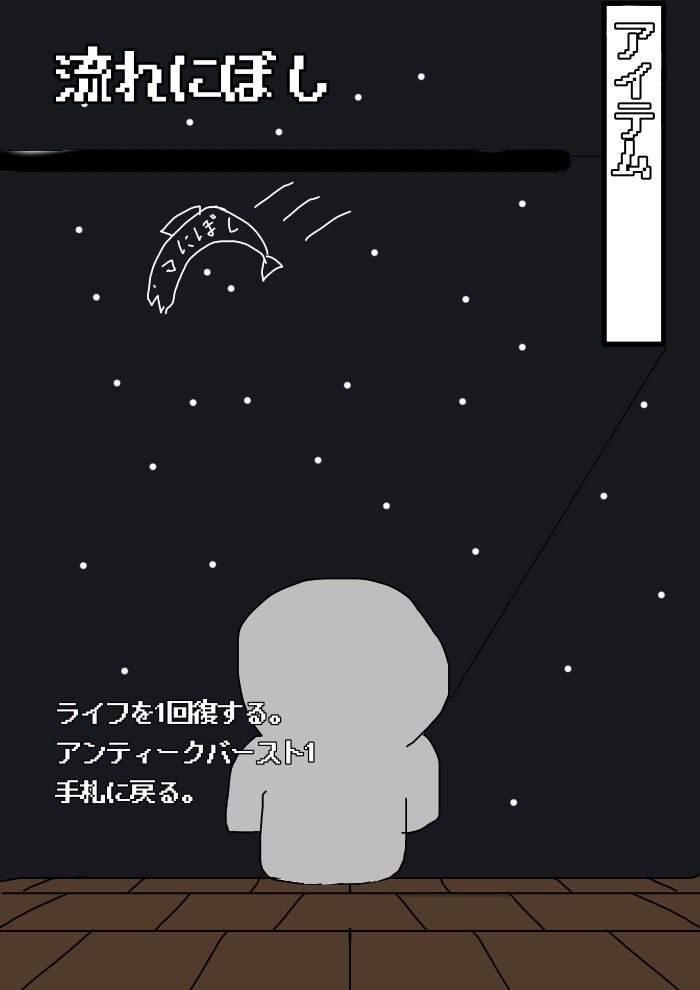 流れにぼし
アイテム
にぼし
ライフを1回復する。
アンティークバースト1
手札に戻る。